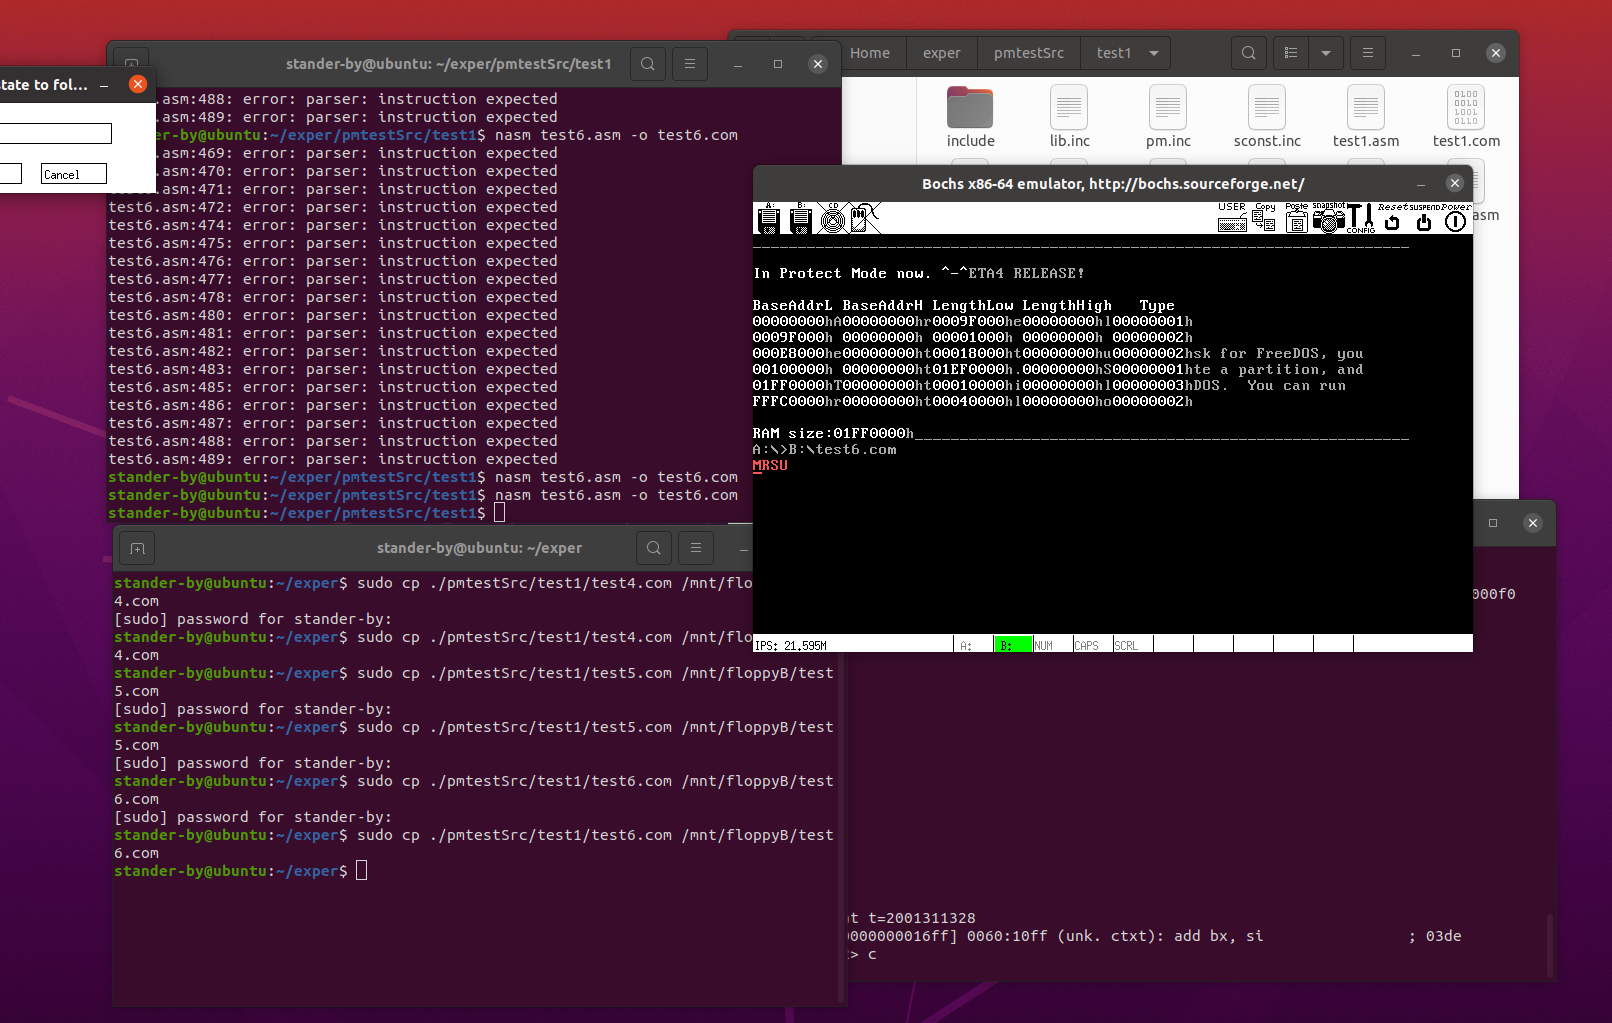 stander-by@ubuntu: ~/exper/pmtestSrc/test1
.asm:488: error: parser: instruction expected
.asm:489: error: parser: instruction expected
er-by@ubuntu:~/exper/pmtestSrc/test1$ nasm test6.asm -o test6.com
.asm:469: error: parser: instruction expected
.asm:470: error: parser: instruction expected
.asm:471: error: parser: instruction expected
test6.asm:472: error: parser: instruction expected
test6.asm:474: error: parser: instruction expected
test6.asm:475: error: parser: instruction expected
test6.asm:476: error: parser: instruction expected
test6.asm:477: error: parser: instruction expected
test6.asm:478: error: parser: instruction expected
test6.asm:480: error: parser: instruction expected
test6.asm:481: error: parser: instruction expected
test6.asm:482: error: parser: instruction expected
test6.asm:483: error: parser: instruction expected
test6.asm:485: error: parser: instruction expected
test6.asm:486: error: parser: instruction expected
test6.asm:487: error: parser: instruction expected
test6.asm:488: error: parser: instruction expected
test6.asm:489: error: parser: instruction expected
stander-by@ubuntu:~/exper/pmtestSrc/test1$ nasm test6.asm -o test6.com
stander-by@ubuntu:~/exper/pmtestSrc/test1$ nasm test6.asm -o test6.com
stander-by@ubuntu:~/exper/pmtestSrc/test1$
tate to fol...
Cancel
Home exper pmtestSrc test1
include lib.inc pm.inc sconst.inc test1.asm test1.com
asm
Bochs x86-64 emulator, http://bochs.sourceforge.net/
A: B: CD USER Copy Paste snapshot CONFIG Reset SUSPEND Power
In Protect Mode now. ^-^ETA4 RELEASE!
BaseAddrL BaseAddrH LengthLow LengthHigh Type
00000000hA00000000hr0009F000he00000000hl00000001h
0009F000h 00000000h 00001000h 00000000h 00000002h
000E8000he00000000ht00018000ht00000000hu00000002hsk for FreeDOS, you
00100000h 00000000ht01EF0000h.00000000hS00000001hte a partition, and
01FF0000hT00000000ht00010000hi00000000hl00000003hDOS.  You can run
FFFC0000hr00000000ht00040000hl00000000ho00000002h
RAM size:01FF0000h_______________________________________________________
A:\>B:\test6.com
MRSU
IPS: 21.595M A: B: NUM CAPS SCRL
stander-by@ubuntu: ~/exper
stander-by@ubuntu:~/exper$ sudo cp ./pmtestSrc/test1/test4.com /mnt/flo
4.com
[sudo] password for stander-by:
stander-by@ubuntu:~/exper$ sudo cp ./pmtestSrc/test1/test4.com /mnt/flo
4.com
stander-by@ubuntu:~/exper$ sudo cp ./pmtestSrc/test1/test5.com /mnt/floppyB/test
5.com
[sudo] password for stander-by:
stander-by@ubuntu:~/exper$ sudo cp ./pmtestSrc/test1/test5.com /mnt/floppyB/test
5.com
[sudo] password for stander-by:
stander-by@ubuntu:~/exper$ sudo cp ./pmtestSrc/test1/test6.com /mnt/floppyB/test
6.com
[sudo] password for stander-by:
stander-by@ubuntu:~/exper$ sudo cp ./pmtestSrc/test1/test6.com /mnt/floppyB/test
6.com
stander-by@ubuntu:~/exper$
000f0
t t=2001311328
0000000016ff] 0060:10ff (unk. ctxt): add bx, si ; 03de
> c